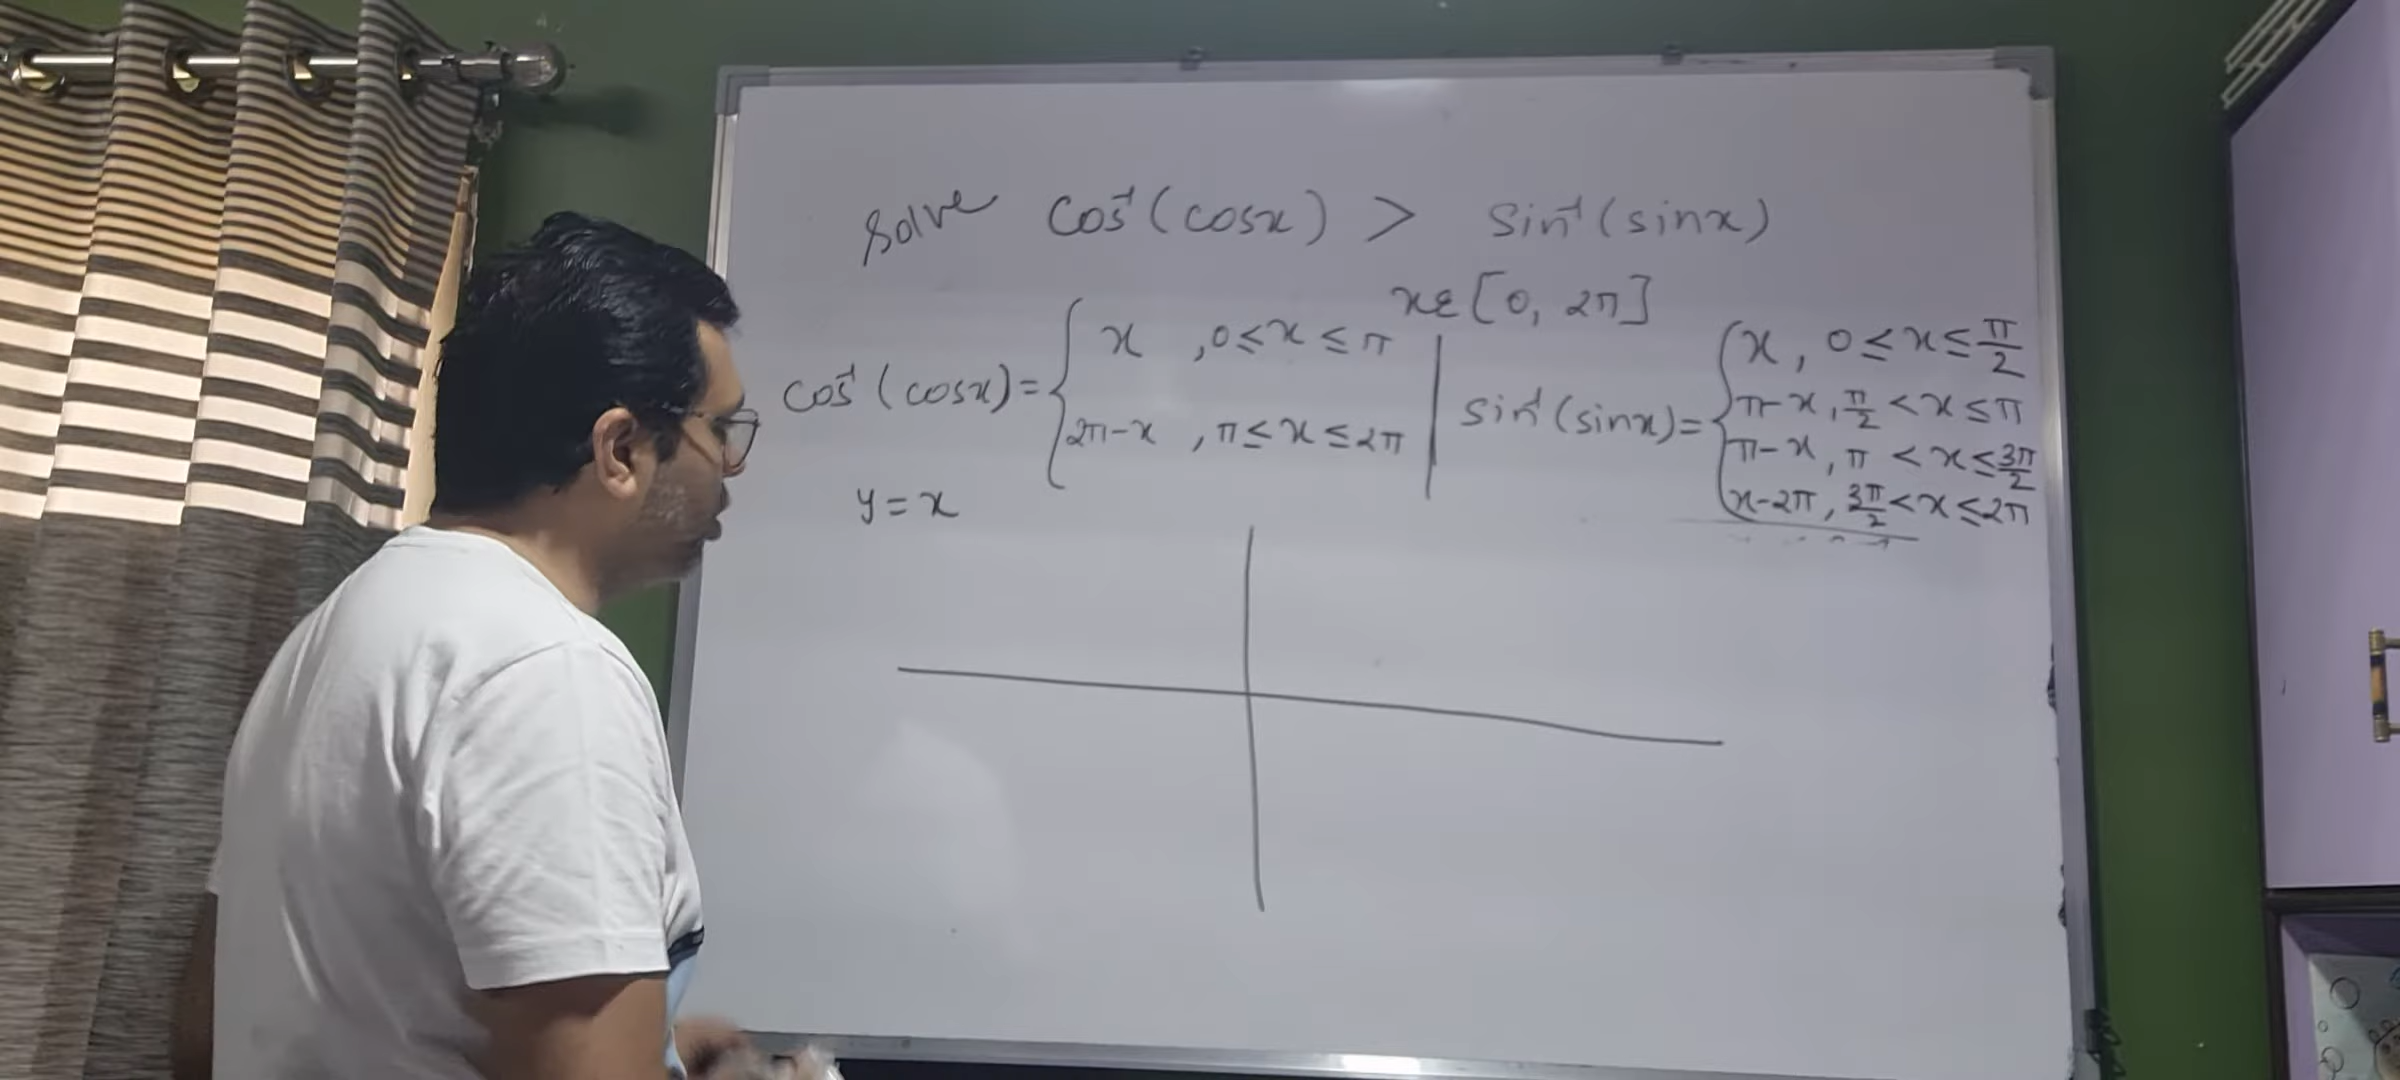 Solve cos⁻¹(cosx) > sin⁻¹(sinx)
xε[0, 2π]
cos⁻¹(cosx)= { x , 0≤x≤π
2π-x , π≤x≤2π
sin⁻¹(sinx)= { x, 0≤x≤π/2
π-x, π/2<x≤π
π-x, π<x≤3π/2
x-2π, 3π/2<x≤2π
y=x